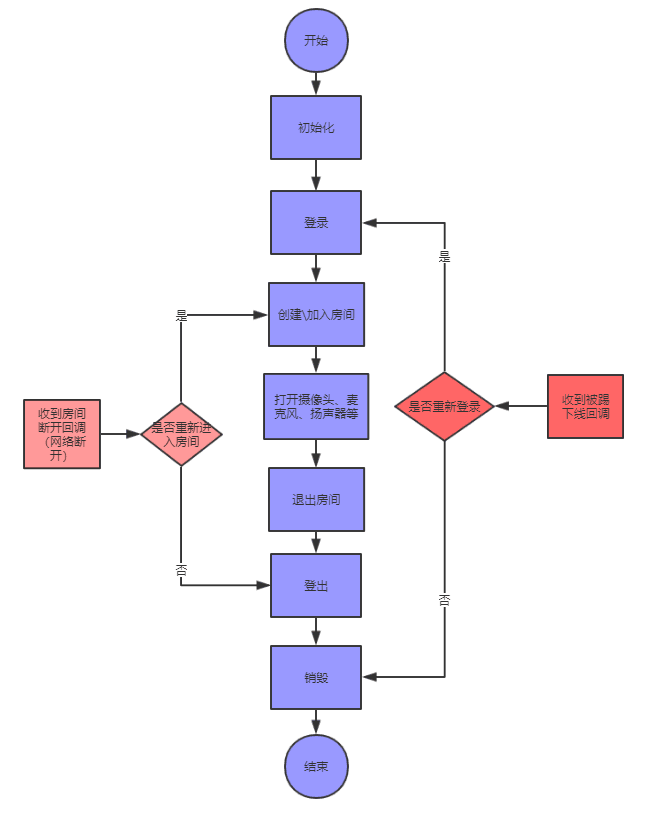 开始
初始化
登录
是
创建\加入房间
是
打开摄像头、麦
克风、扬声器等
收到房间
断开回调
（网络断
开）
是否重新进
入房间
是否重新登录
收到被踢
下线回调
退出房间
否
登出
否
销毁
结束